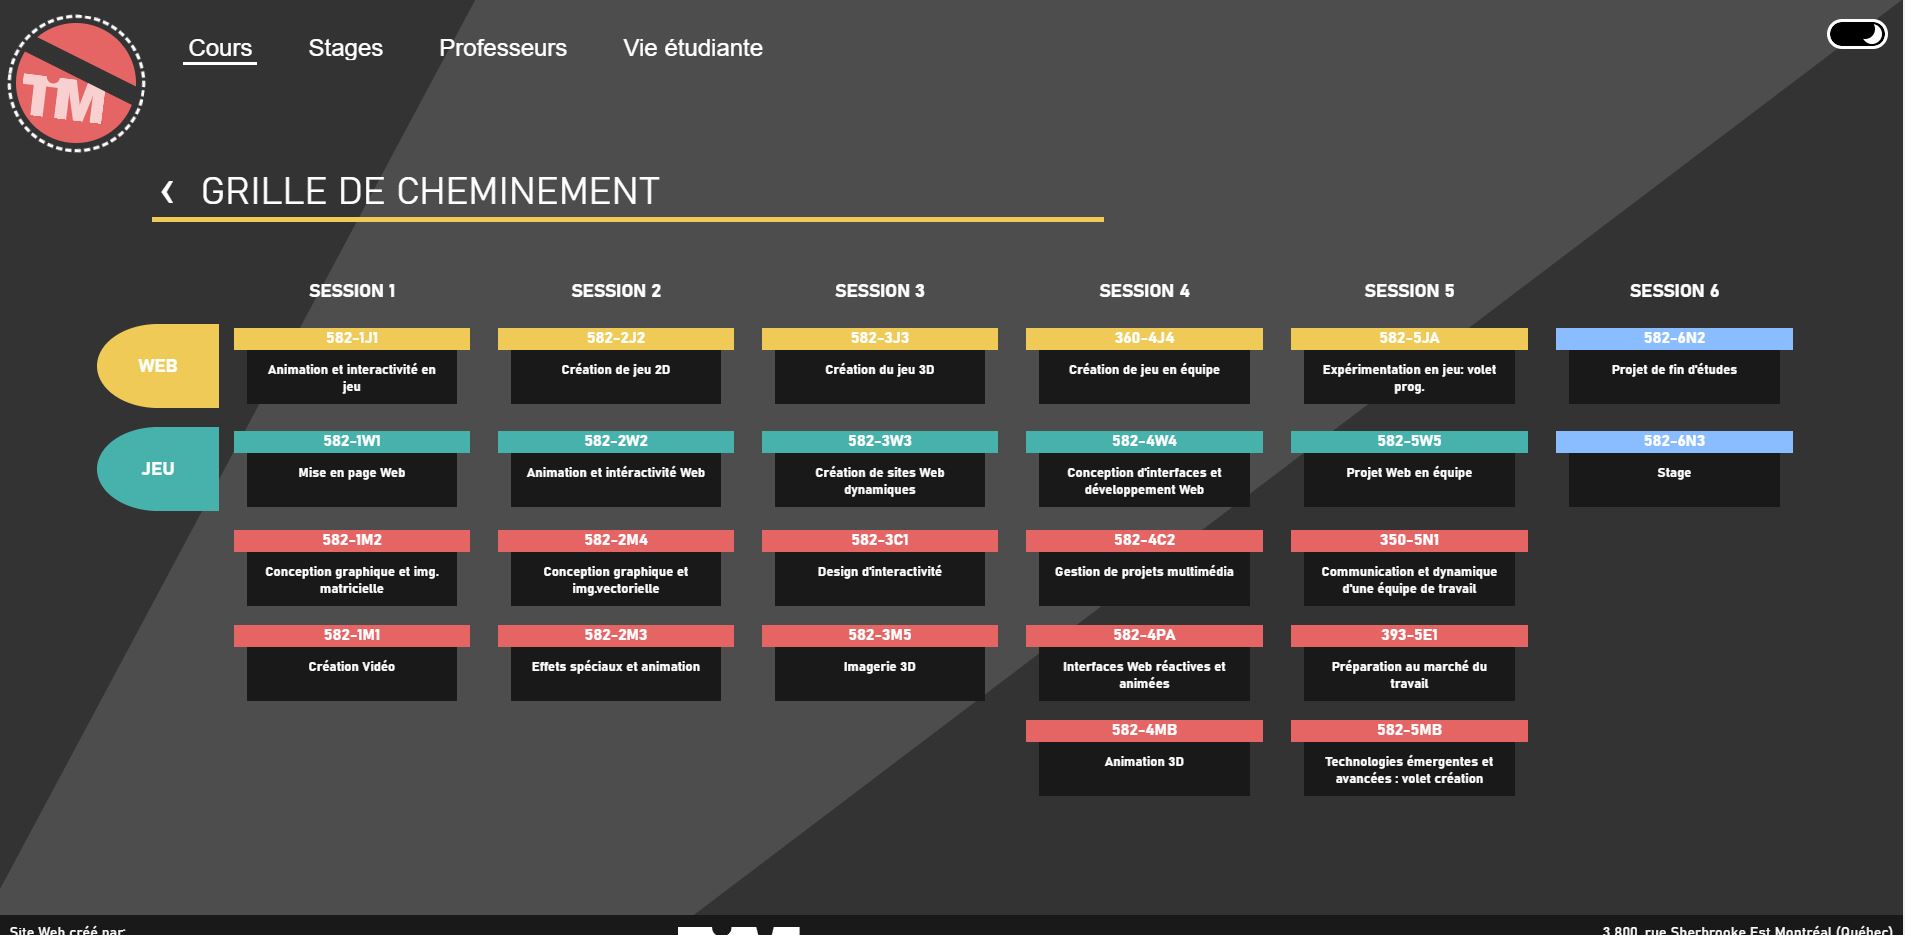 Cours Stages Professeurs Vie étudiante
TiM
‹ GRILLE DE CHEMINEMENT
SESSION 1 SESSION 2 SESSION 3 SESSION 4 SESSION 5 SESSION 6
WEB
582-1J1 582-2J2 582-3J3 360-4J4 582-5JA 582-6N2
Animation et interactivité en Création de jeu 2D Création du jeu 3D Création de jeu en équipe Expérimentation en jeu: volet Projet de fin d'études
jeu prog.
JEU
582-1W1 582-2W2 582-3W3 582-4W4 582-5W5 582-6N3
Mise en page Web Animation et intéractivité Web Création de sites Web Conception d'interfaces et Projet Web en équipe Stage
dynamiques développement Web
582-1M2 582-2M4 582-3C1 582-4C2 350-5N1
Conception graphique et img. Conception graphique et Design d'interactivité Gestion de projets multimédia Communication et dynamique
matricielle img.vectorielle d'une équipe de travail
582-1M1 582-2M3 582-3M5 582-4PA 393-5E1
Création Vidéo Effets spéciaux et animation Imagerie 3D Interfaces Web réactives et Préparation au marché du
animées travail
582-4MB 582-5MB
Animation 3D Technologies émergentes et
avancées : volet création
Site Web créé par: 3 800, rue Sherbrooke Est Montréal (Québec)